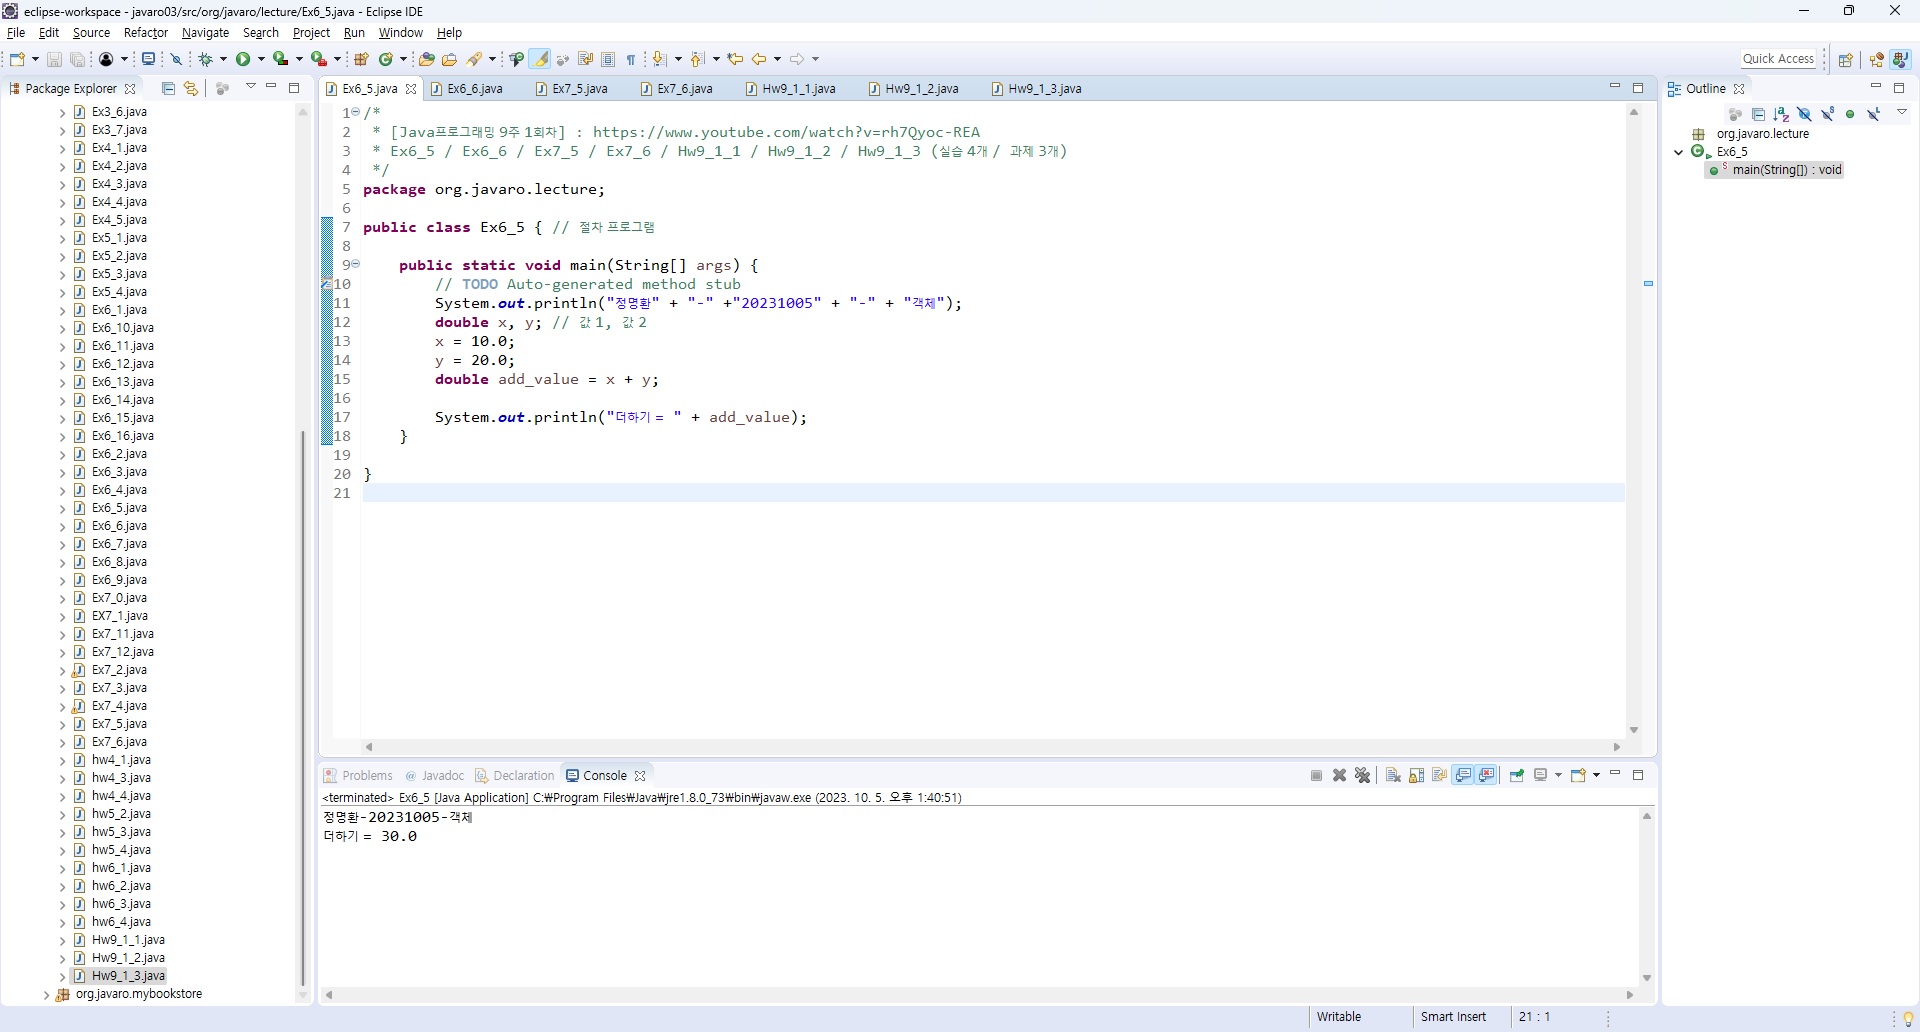 eclipse-workspace - javaro03/src/org/javaro/lecture/Ex6_5.java - Eclipse IDE
File Edit Source Refactor Navigate Search Project Run Window Help
Quick Access
Package Explorer
Ex3_6.java
Ex3_7.java
Ex4_1.java
Ex4_2.java
Ex4_3.java
Ex4_4.java
Ex4_5.java
Ex5_1.java
Ex5_2.java
Ex5_3.java
Ex5_4.java
Ex6_1.java
Ex6_10.java
Ex6_11.java
Ex6_12.java
Ex6_13.java
Ex6_14.java
Ex6_15.java
Ex6_16.java
Ex6_2.java
Ex6_3.java
Ex6_4.java
Ex6_5.java
Ex6_6.java
Ex6_7.java
Ex6_8.java
Ex6_9.java
Ex7_0.java
EX7_1.java
Ex7_11.java
Ex7_12.java
Ex7_2.java
Ex7_3.java
Ex7_4.java
Ex7_5.java
Ex7_6.java
hw4_1.java
hw4_3.java
hw4_4.java
hw5_2.java
hw5_3.java
hw5_4.java
hw6_1.java
hw6_2.java
hw6_3.java
hw6_4.java
Hw9_1_1.java
Hw9_1_2.java
Hw9_1_3.java
org.javaro.mybookstore
Ex6_5.java Ex6_6.java Ex7_5.java Ex7_6.java Hw9_1_1.java Hw9_1_2.java Hw9_1_3.java
1 /*
2 * [Java프로그래밍 9주 1회차] : https://www.youtube.com/watch?v=rh7Qyoc-REA
3 * Ex6_5 / Ex6_6 / Ex7_5 / Ex7_6 / Hw9_1_1 / Hw9_1_2 / Hw9_1_3 (실습 4개 / 과제 3개)
4 */
5 package org.javaro.lecture;
6
7 public class Ex6_5 { // 절차 프로그램
8
9 public static void main(String[] args) {
10 // TODO Auto-generated method stub
11 System.out.println("정명환" + "-" +"20231005" + "-" + "객체");
12 double x, y; // 값 1, 값 2
13 x = 10.0;
14 y = 20.0;
15 double add_value = x + y;
16
17 System.out.println("더하기 = " + add_value);
18 }
19
20 }
21
Problems Javadoc Declaration Console
<terminated> Ex6_5 [Java Application] C:₩Program Files₩Java₩jre1.8.0_73₩bin₩javaw.exe (2023. 10. 5. 오후 1:40:51)
정명환-20231005-객체
더하기 = 30.0
Outline
org.javaro.lecture
Ex6_5
main(String[]) : void
Writable Smart Insert 21 : 1